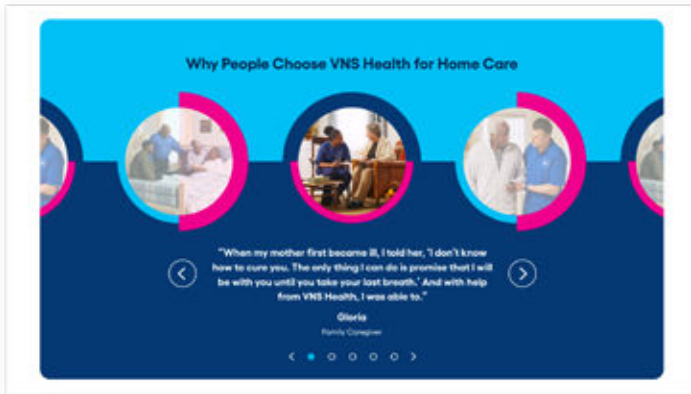 Why People Choose VNS Health for Home Care
"When my mother first became ill, I told her, 'I don't know
how to cure you. The only thing I can do is promise that I will
be with you until you take your last breath.' And with help
from VNS Health, I was able to."
Gloria
Family Caregiver